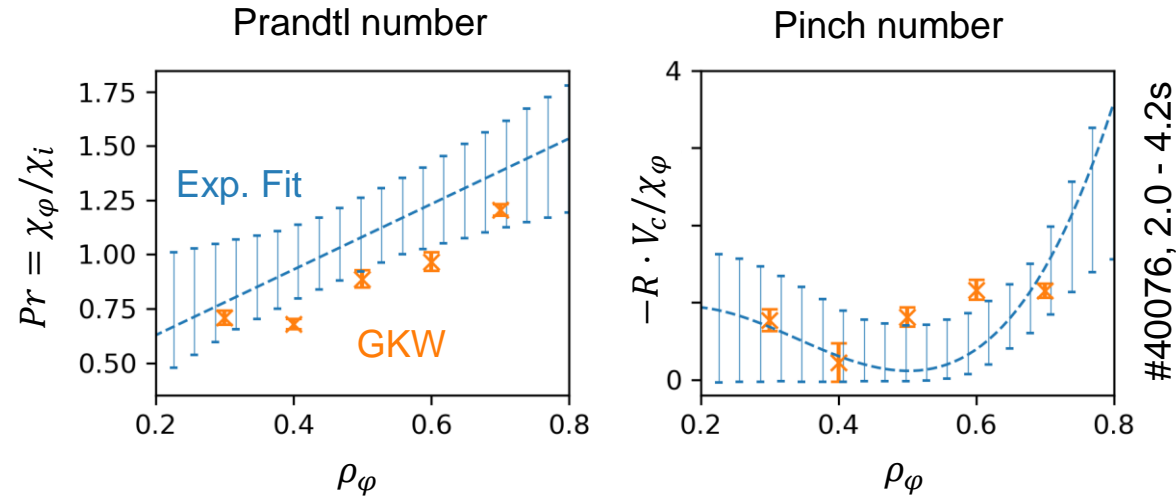 Prandtl number
Pr = χφ/χi
1.75
1.50
1.25
1.00
0.75
0.50
Exp. Fit
GKW
0.2
0.4
0.6
0.8
ρφ
Pinch number
−R · Vc/χφ
4
0
0.2
0.4
0.6
0.8
ρφ
#40076, 2.0 - 4.2s